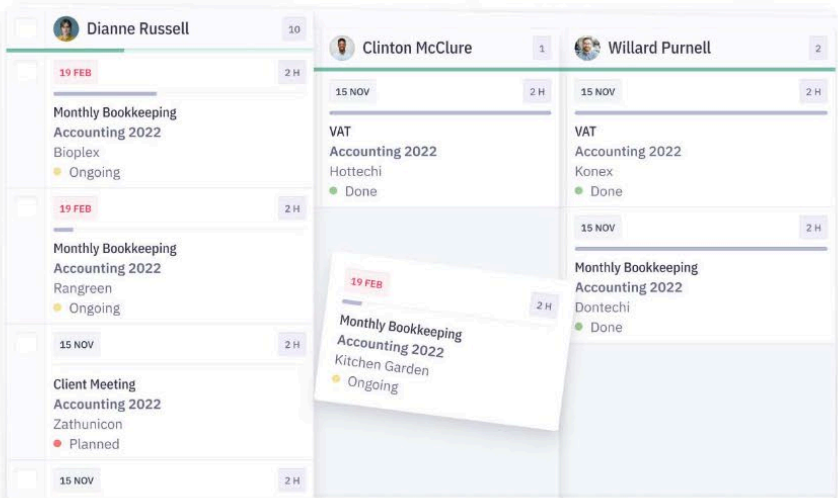 Dianne Russell
10
19 FEB
2 H
Monthly Bookkeeping
Accounting 2022
Bioplex
Ongoing
19 FEB
2 H
Monthly Bookkeeping
Accounting 2022
Rangreen
Ongoing
15 NOV
2 H
Client Meeting
Accounting 2022
Zathunicon
Planned
15 NOV
2 H
Clinton McClure
1
15 NOV
2 H
VAT
Accounting 2022
Hottechi
Done
19 FEB
2 H
Monthly Bookkeeping
Accounting 2022
Kitchen Garden
Ongoing
Willard Purnell
2
15 NOV
2 H
VAT
Accounting 2022
Konex
Done
15 NOV
2 H
Monthly Bookkeeping
Accounting 2022
Dontechi
Done